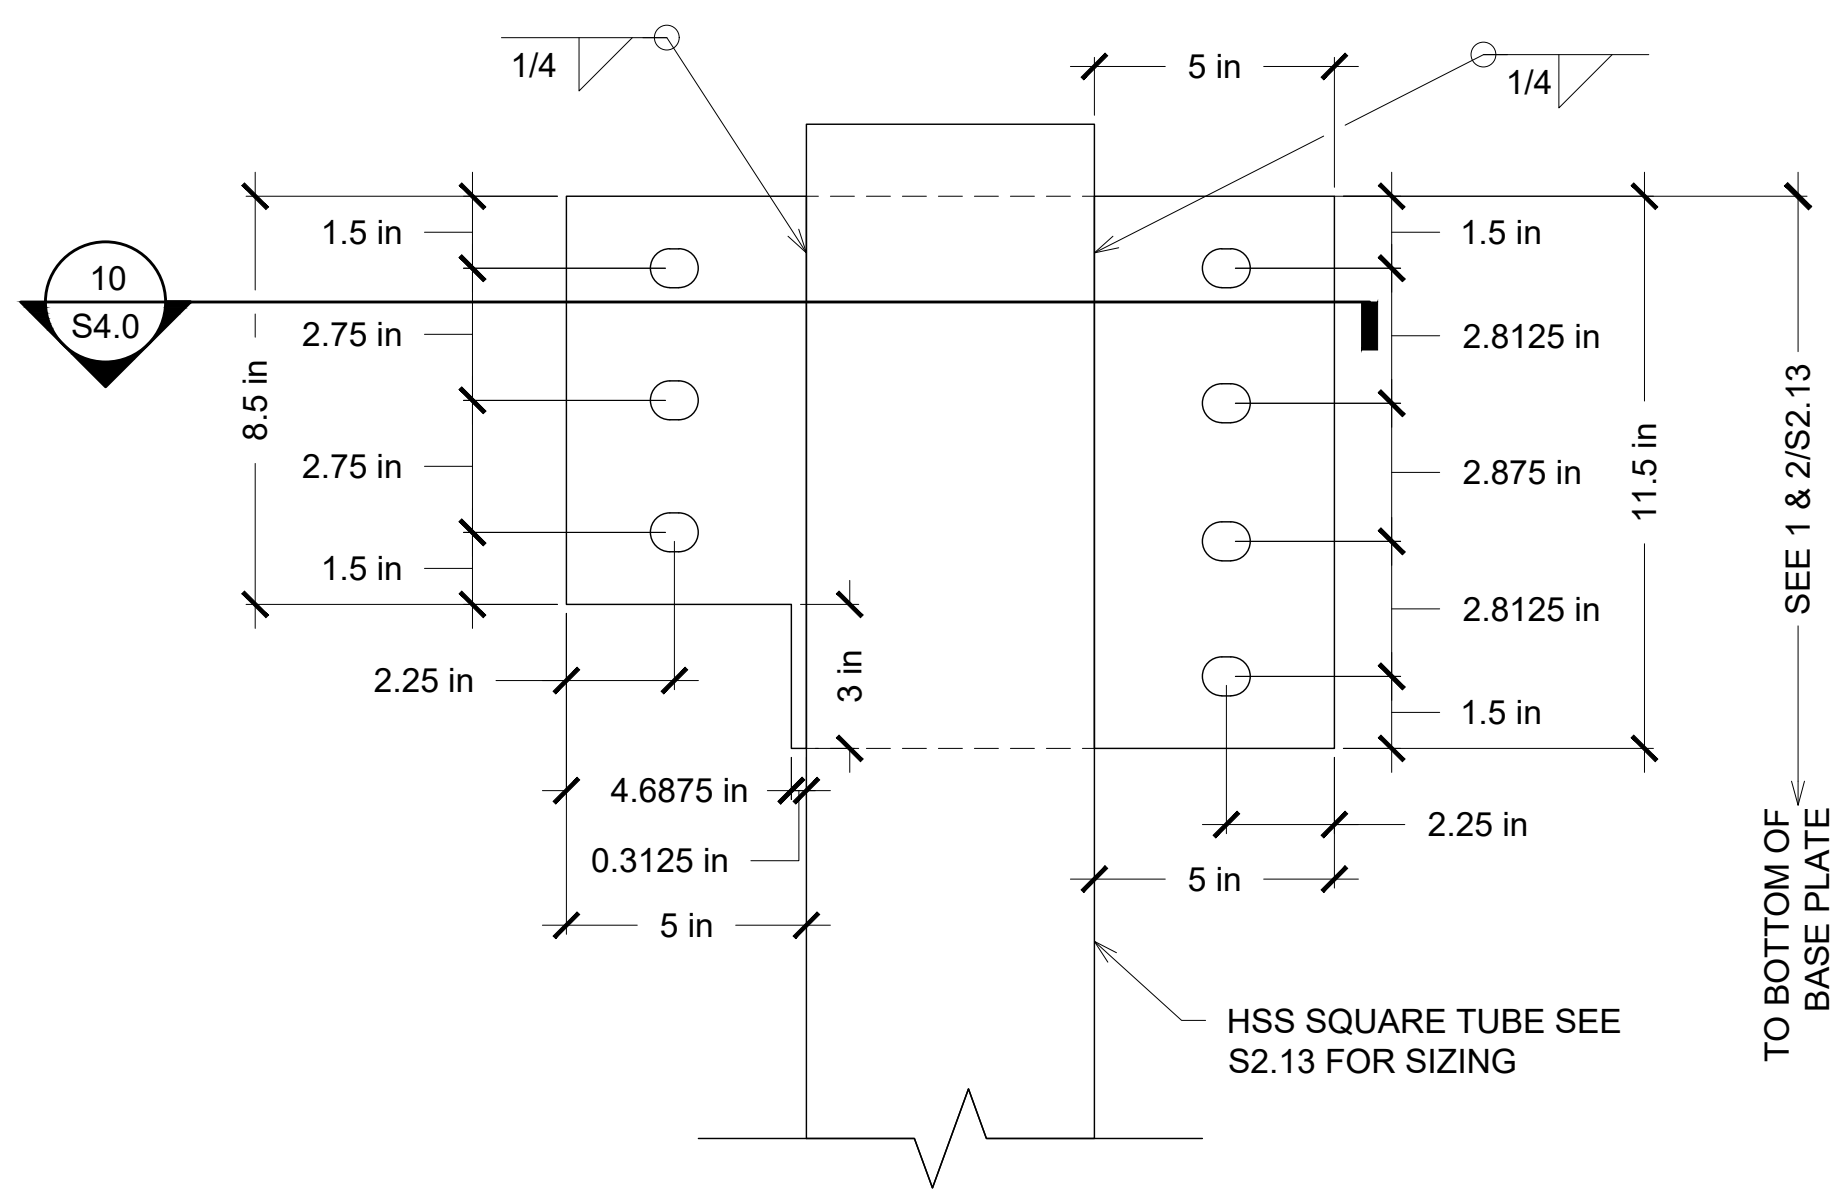 1/4
5 in
1/4
1.5 in
1.5 in
10
S4.0
2.75 in
2.8125 in
8.5 in
2.75 in
2.875 in
11.5 in
SEE 1 & 2/S2.13
1.5 in
2.8125 in
2.25 in
3 in
1.5 in
4.6875 in
2.25 in
0.3125 in
5 in
5 in
TO BOTTOM OF
BASE PLATE
HSS SQUARE TUBE SEE
S2.13 FOR SIZING